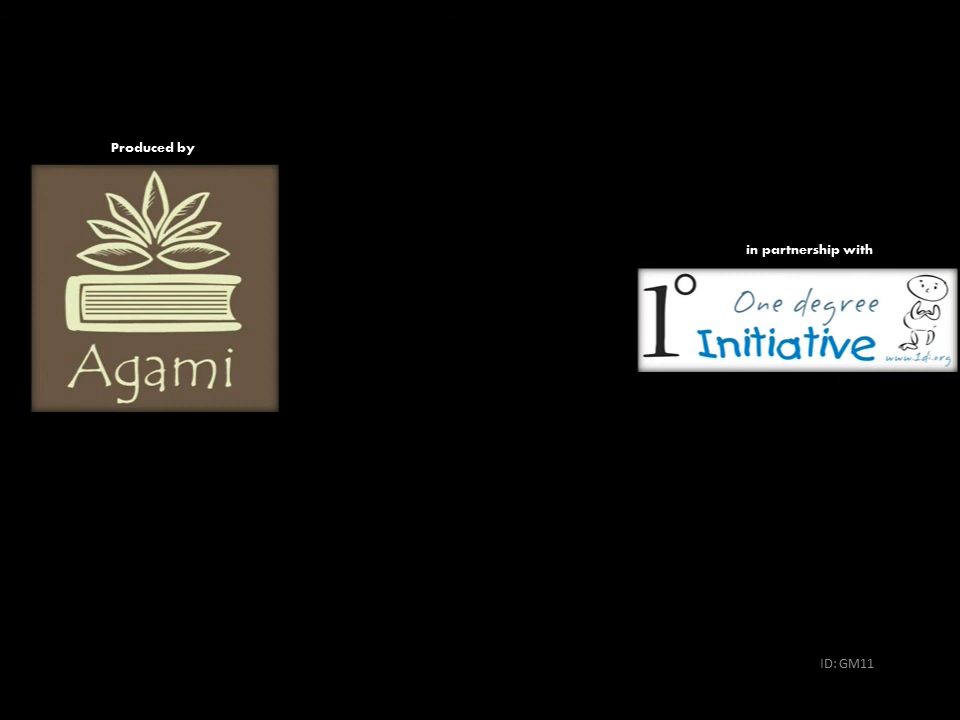 Produced by
Agami
in partnership with
1°
One degree
Initiative
www.1di.org
ID: GM11